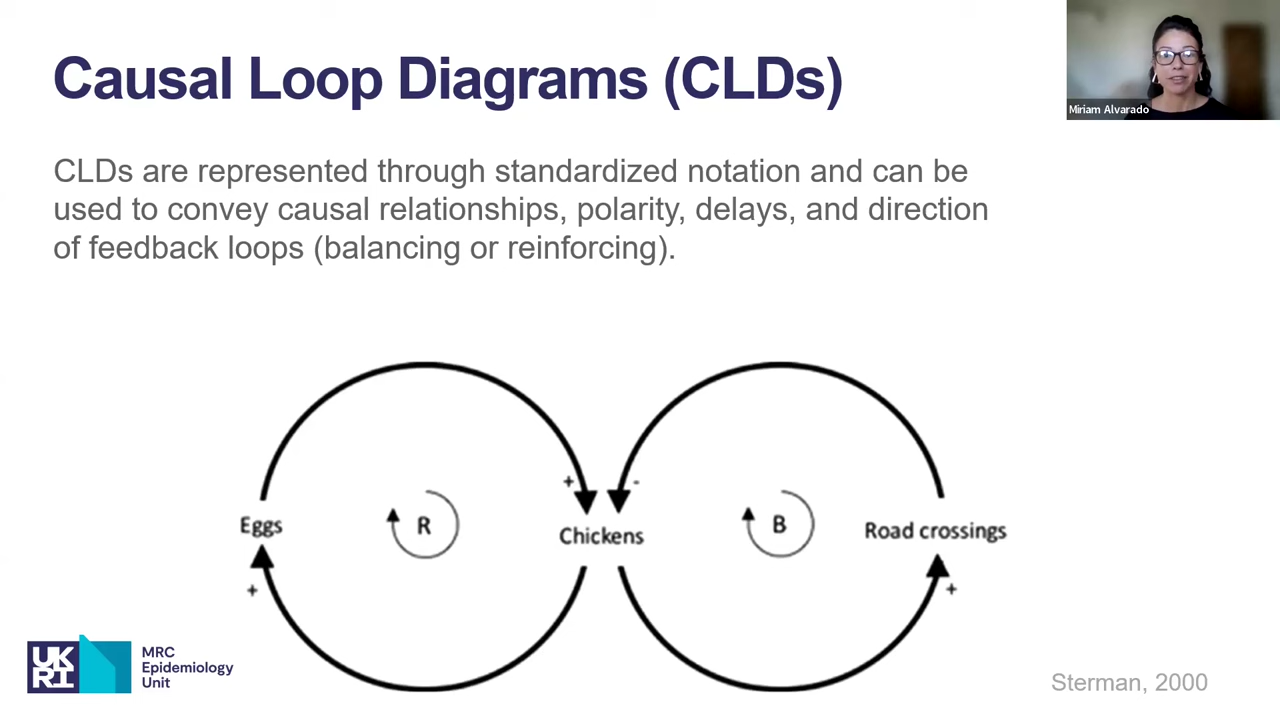 Causal Loop Diagrams (CLDs)
Miriam Alvarado
CLDs are represented through standardized notation and can be
used to convey causal relationships, polarity, delays, and direction
of feedback loops (balancing or reinforcing).
+
-
Eggs
R
Chickens
B
Road crossings
+
+
UK
RI
MRC
Epidemiology
Unit
Sterman, 2000